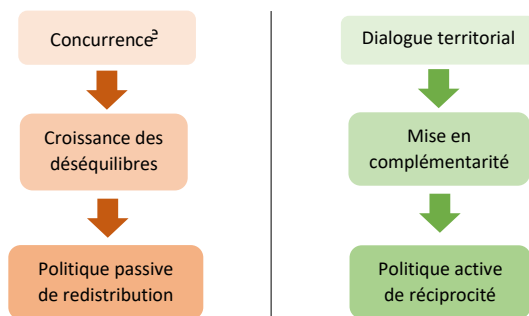 Concurrence
Croissance des
déséquilibres
Politique passive
de redistribution
Dialogue territorial
Mise en
complémentarité
Politique active
de réciprocité